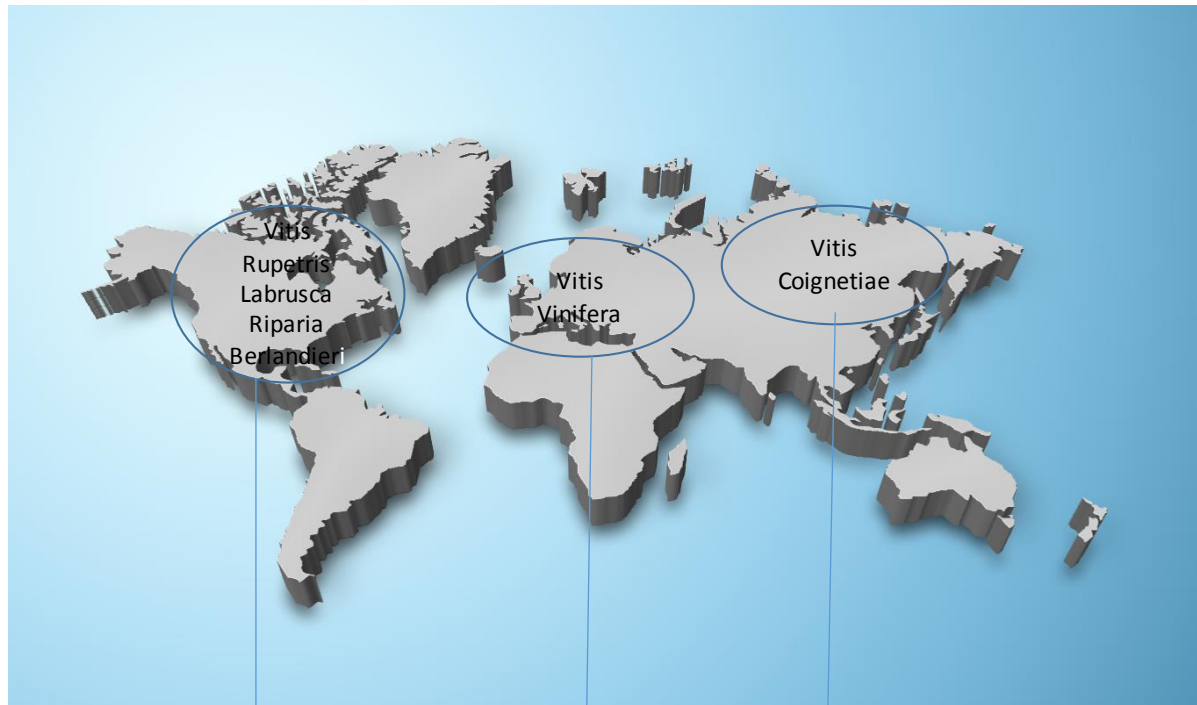 Vitis
Rupetris
Labrusca
Riparia
Berlandieri
Vitis
Vinifera
Vitis
Coignetiae